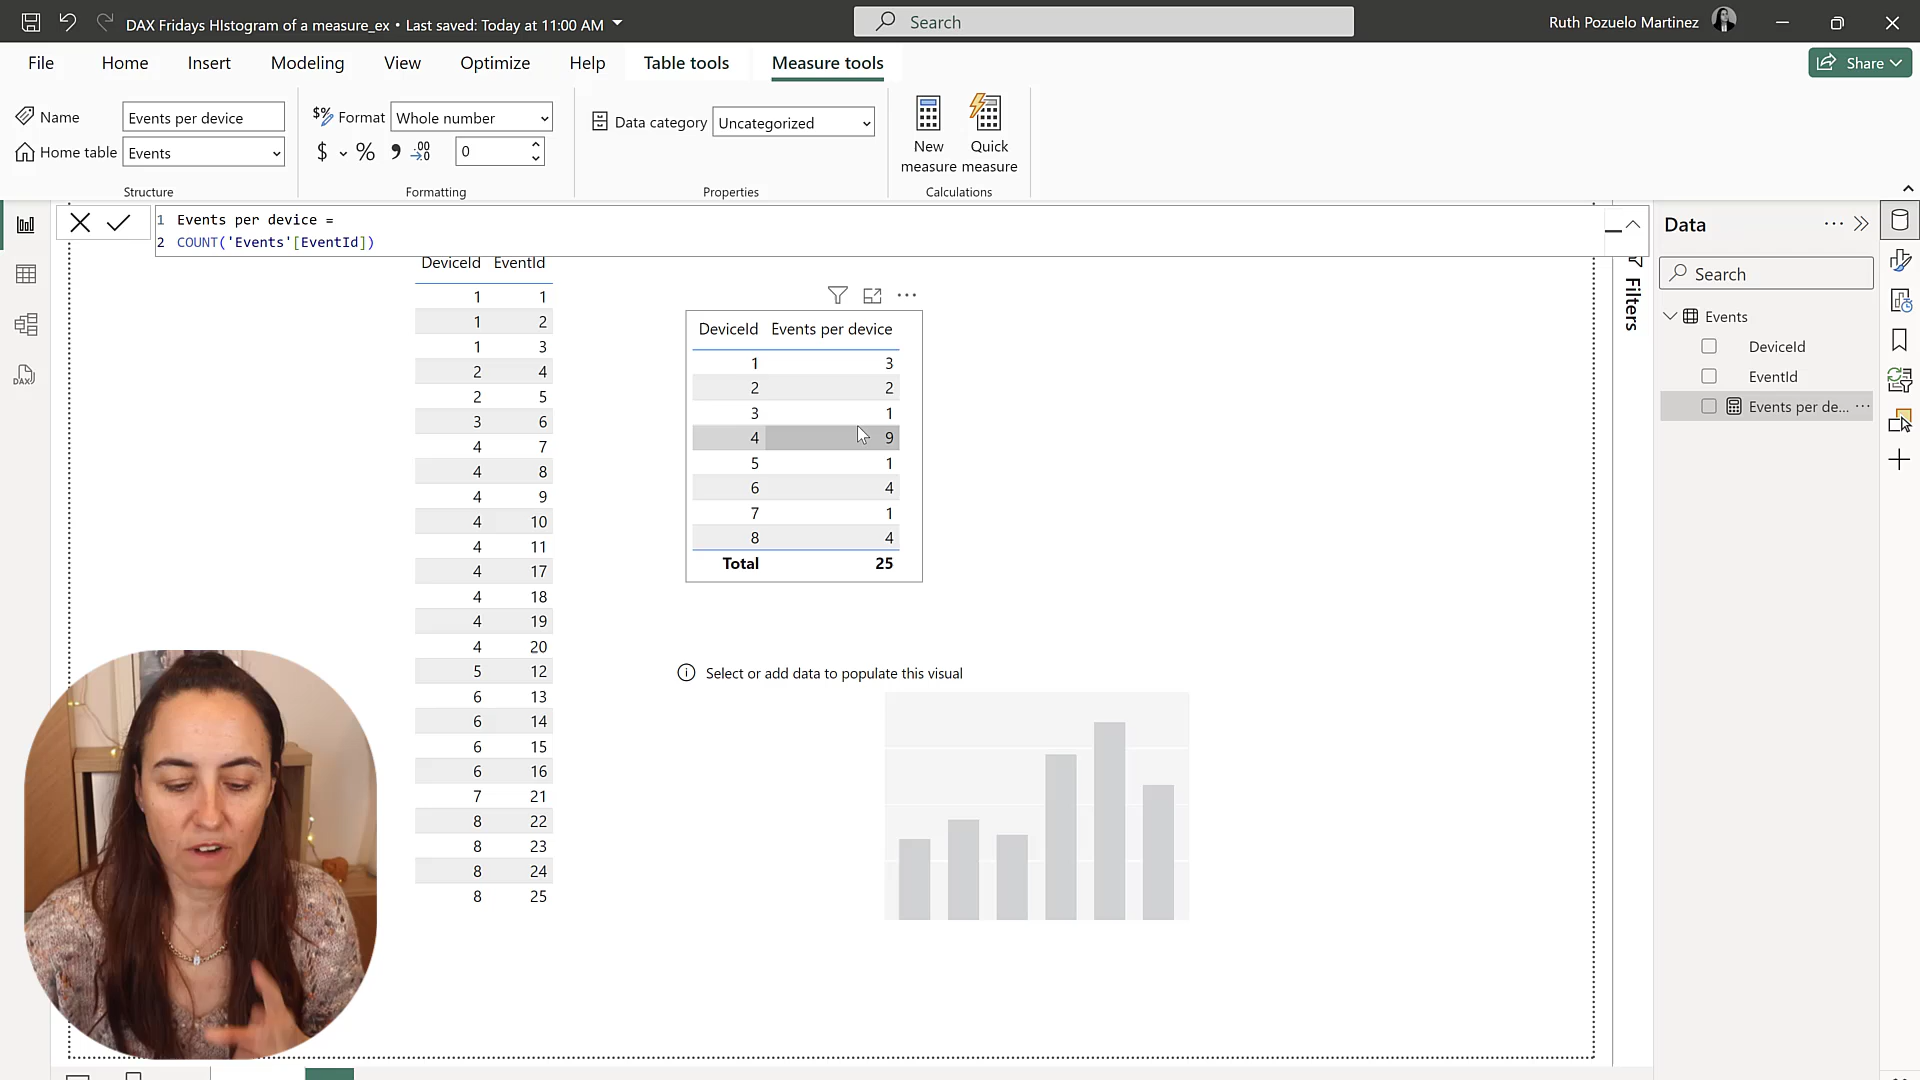 DAX Fridays HIstogram of a measure_ex • Last saved: Today at 11:00 AM
Search
Ruth Pozuelo Martinez
File Home Insert Modeling View Optimize Help Table tools Measure tools
Share
Name Events per device
Home table Events
Structure
$% Format Whole number
$ % , .00 →.0 0
Formatting
Data category Uncategorized
Properties
New measure
Quick measure
Calculations
1 Events per device =
2 COUNT('Events'[EventId])
DeviceId EventId
1 1
1 2
1 3
2 4
2 5
3 6
4 7
4 8
4 9
4 10
4 11
4 17
4 18
4 19
4 20
5 12
6 13
6 14
6 15
6 16
7 21
8 22
8 23
8 24
8 25
DeviceId Events per device
1 3
2 2
3 1
4 9
5 1
6 4
7 1
8 4
Total 25
Select or add data to populate this visual
Filters
Data
Search
Events
DeviceId
EventId
Events per de...
DAX